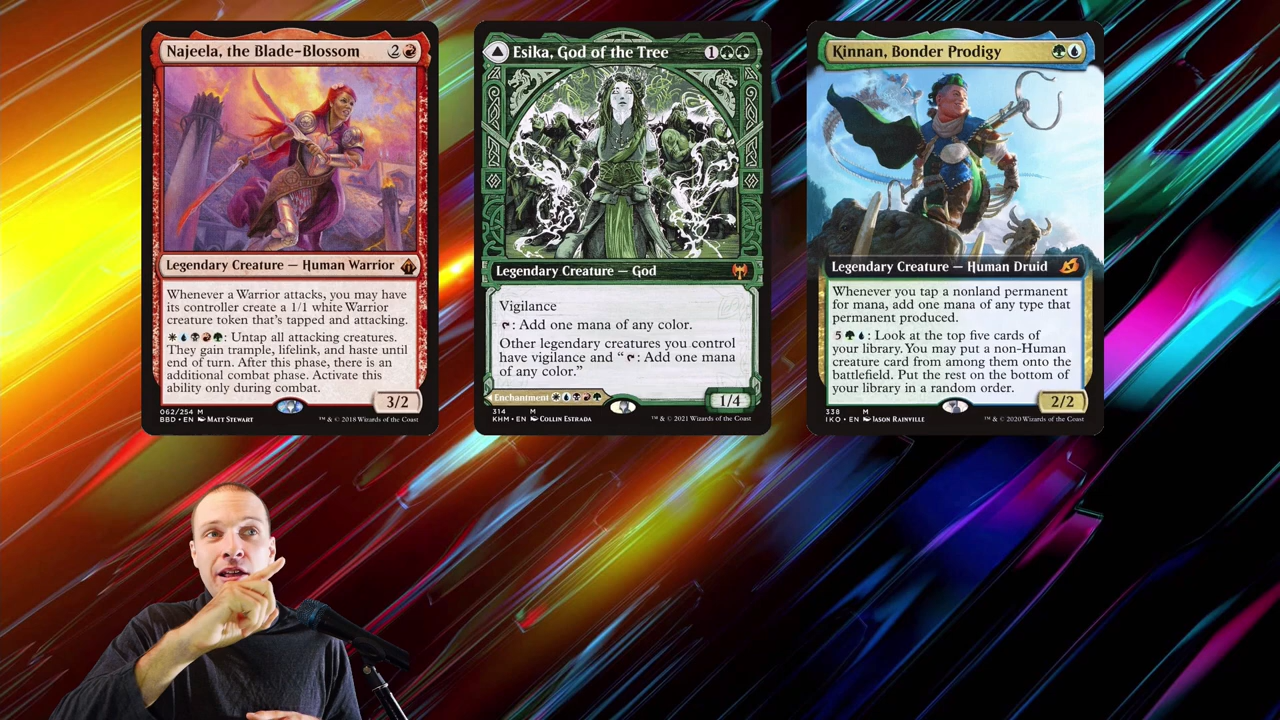 Najeela, the Blade-Blossom 2
Legendary Creature — Human Warrior
Whenever a Warrior attacks, you may have
its controller create a 1/1 white Warrior
creature token that's tapped and attacking.
: Untap all attacking creatures.
They gain trample, lifelink, and haste until
end of turn. After this phase, there is an
additional combat phase. Activate this
ability only during combat.
3/2
062/254 M
BBD • EN Matt Stewart ™ & © 2018 Wizards of the Coast
Esika, God of the Tree 1
Legendary Creature — God
Vigilance
: Add one mana of any color.
Other legendary creatures you control
have vigilance and “ : Add one mana
of any color.”
Enchantment
1/4
314 M
KHM • EN Collin Estrada ™ & © 2021 Wizards of the Coast
Kinnan, Bonder Prodigy
Legendary Creature — Human Druid
Whenever you tap a nonland permanent
for mana, add one mana of any type that
permanent produced.
5 : Look at the top five cards of
your library. You may put a non-Human
creature card from among them onto the
battlefield. Put the rest on the bottom of
your library in a random order.
2/2
338 M
IKO • EN Jason Rainville ™ & © 2020 Wizards of the Coast